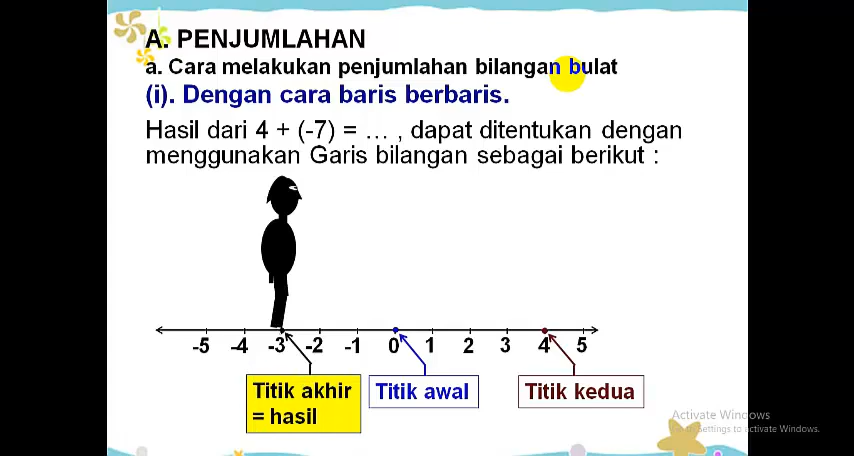 A. PENJUMLAHAN
a. Cara melakukan penjumlahan bilangan bulat
(i). Dengan cara baris berbaris.
Hasil dari 4 + (-7) = … , dapat ditentukan dengan
menggunakan Garis bilangan sebagai berikut :
-5 -4 -3 -2 -1 0 1 2 3 4 5
Titik akhir
= hasil
Titik awal
Titik kedua
Activate Windows
Settings to activate Windows.